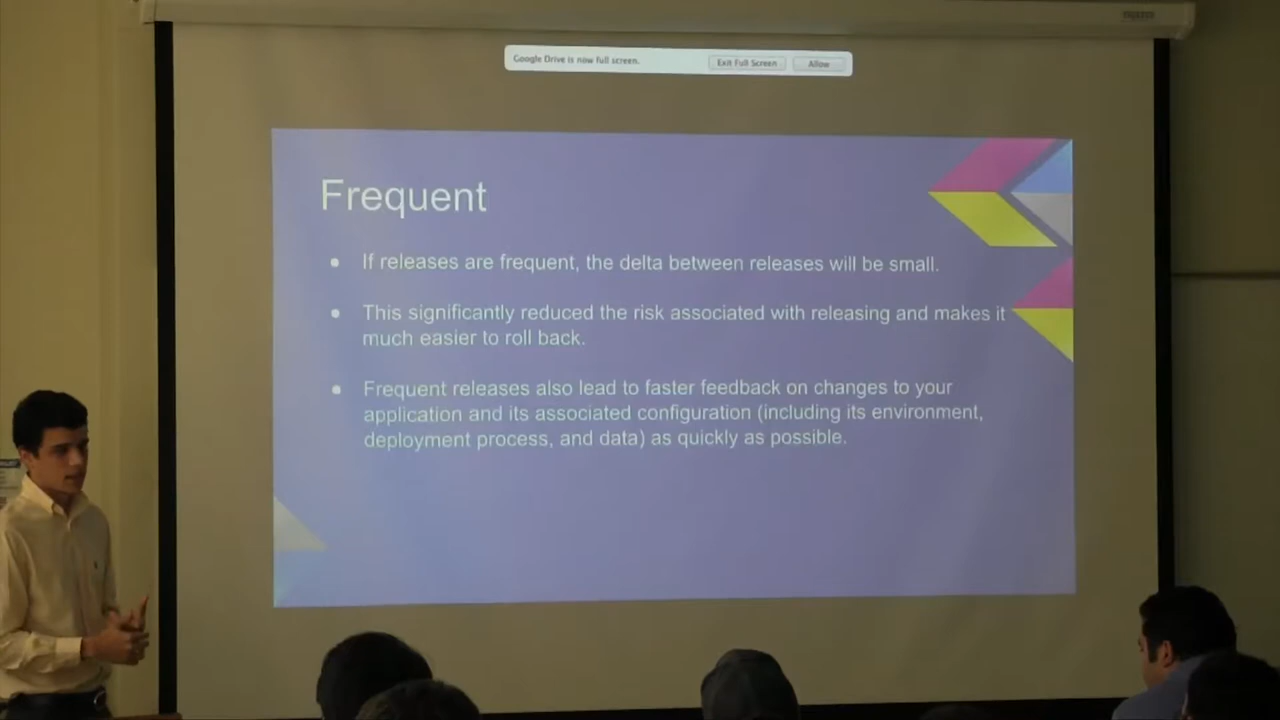 Google Drive is now full screen.
Exit Full Screen
Allow
Frequent
• If releases are frequent, the delta between releases will be small.
• This significantly reduced the risk associated with releasing and makes it
much easier to roll back.
• Frequent releases also lead to faster feedback on changes to your
application and its associated configuration (including its environment,
deployment process, and data) as quickly as possible.